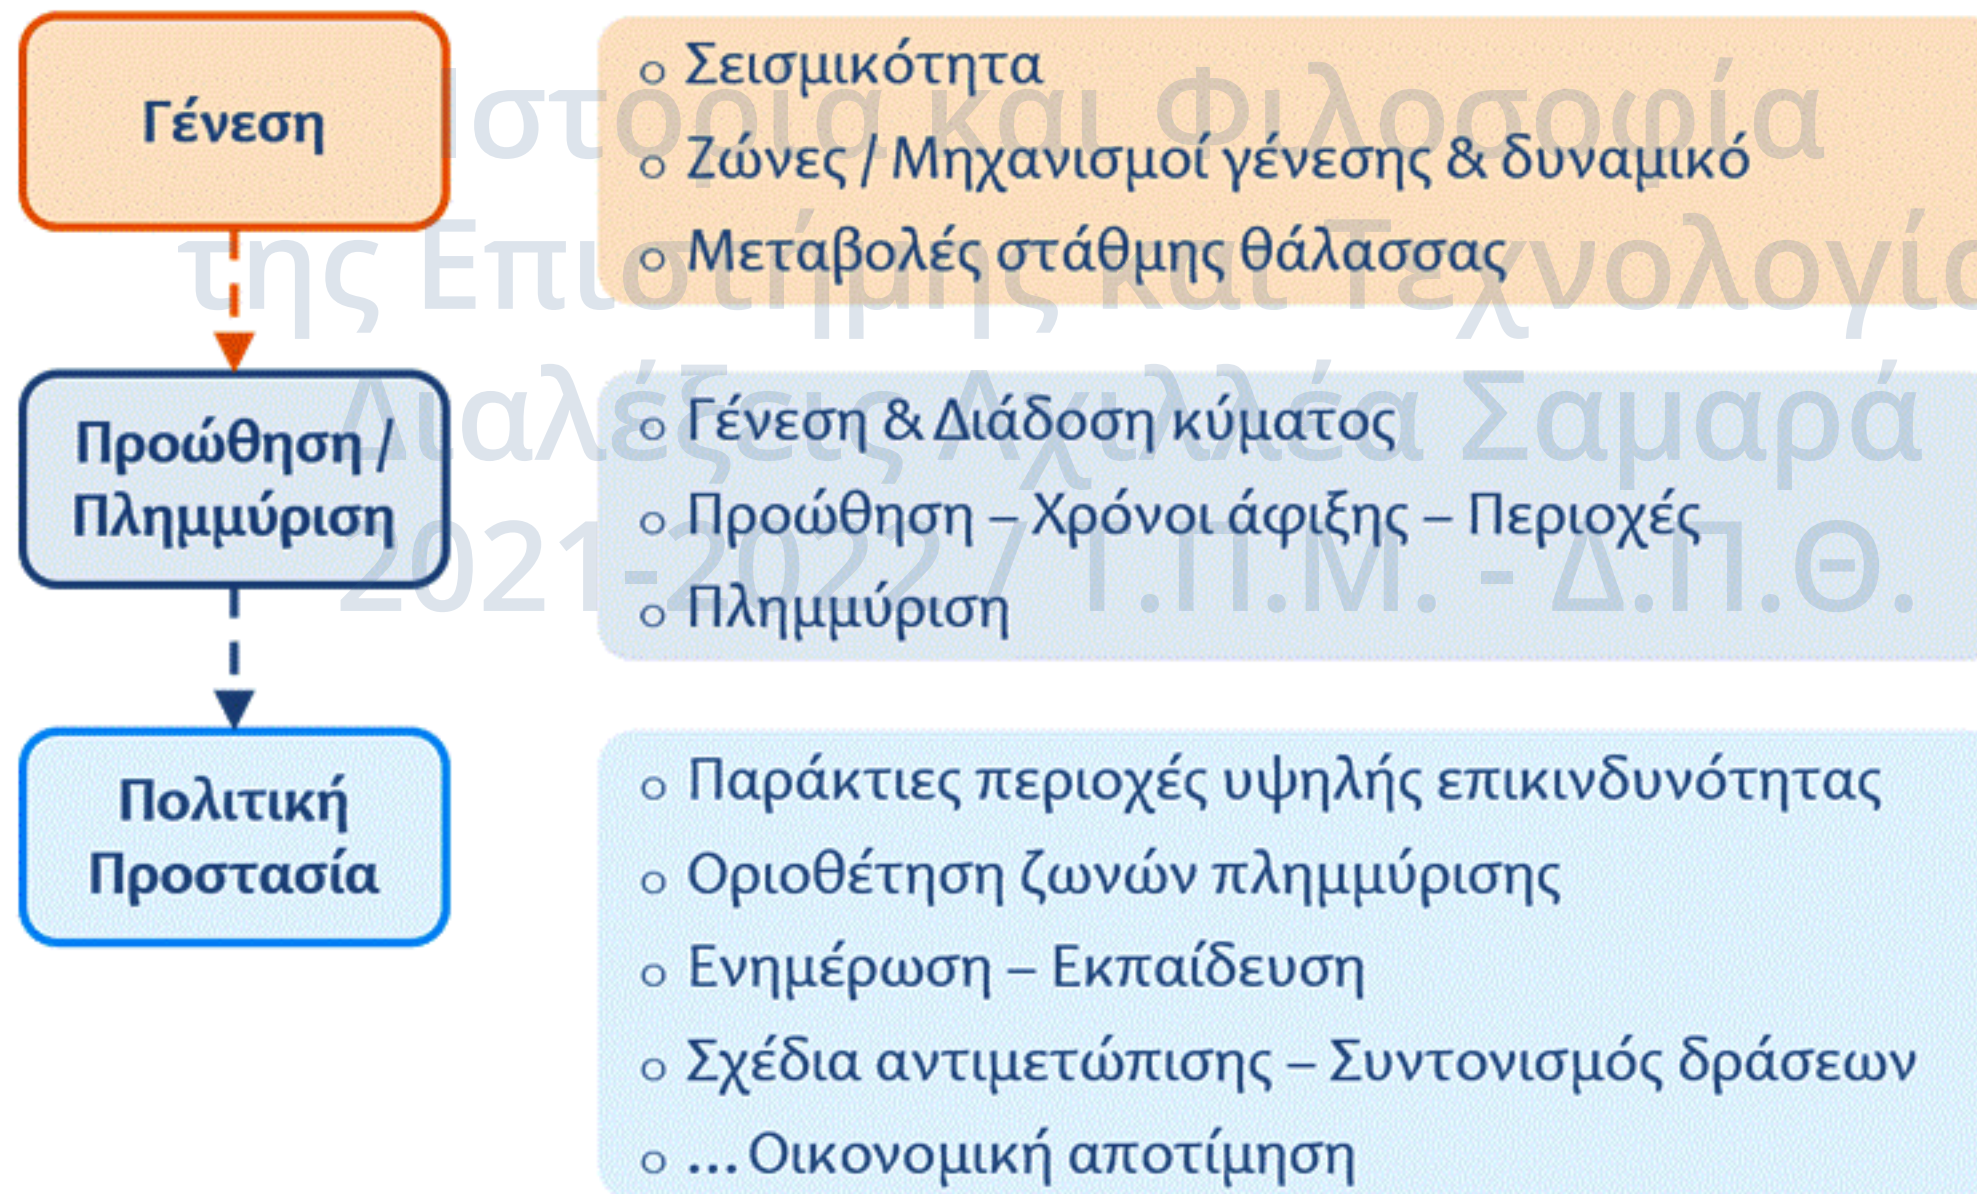 Γένεση
Σεισμικότητα
Ζώνες / Μηχανισμοί γένεσης & δυναμικό
Μεταβολές στάθμης θάλασσας
Προώθηση /
Πλημμύριση
Γένεση & Διάδοση κύματος
Προώθηση – Χρόνοι άφιξης – Περιοχές
Πλημμύριση
Πολιτική
Προστασία
Παράκτιες περιοχές υψηλής επικινδυνότητας
Οριοθέτηση ζωνών πλημμύρισης
Ενημέρωση – Εκπαίδευση
Σχέδια αντιμετώπισης – Συντονισμός δράσεων
... Οικονομική αποτίμηση
Ιστορία και Φιλοσοφία
της Επιστήμης και Τεχνολογία
Διαλέξεις Αχιλλέα Σαμαρά
2021-2022 / Τ.Π.Μ. - Δ.Π.Θ.